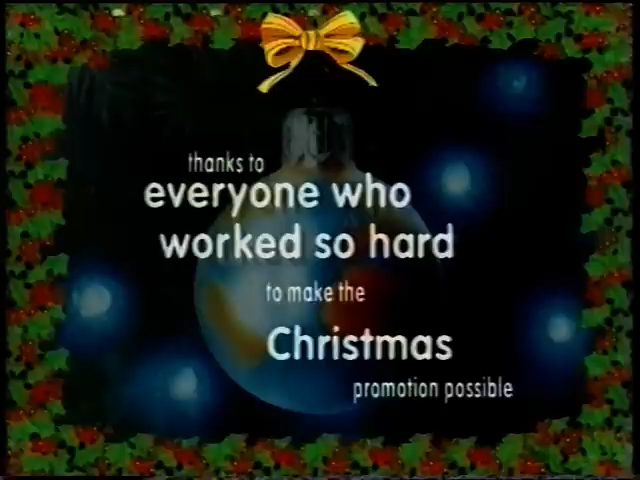 thanks to
everyone who
worked so hard
to make the
Christmas
promotion possible